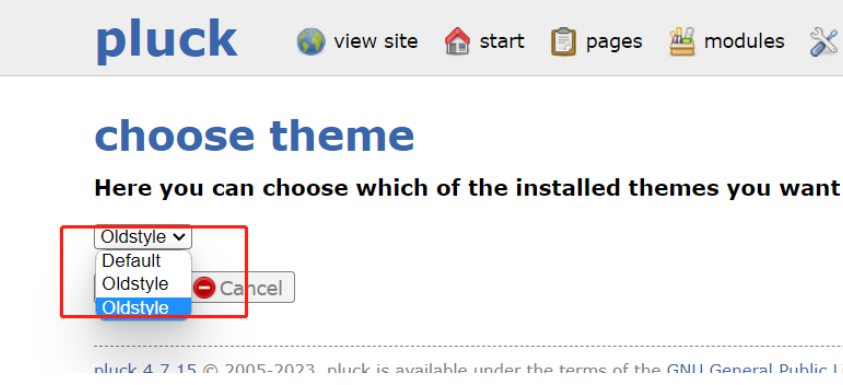 pluck view site start pages modules
choose theme
Here you can choose which of the installed themes you want
Oldstyle
Default
Oldstyle
Cancel
Oldstyle
pluck 4.7.15 © 2005-2023. pluck is available under the terms of the GNU General Public